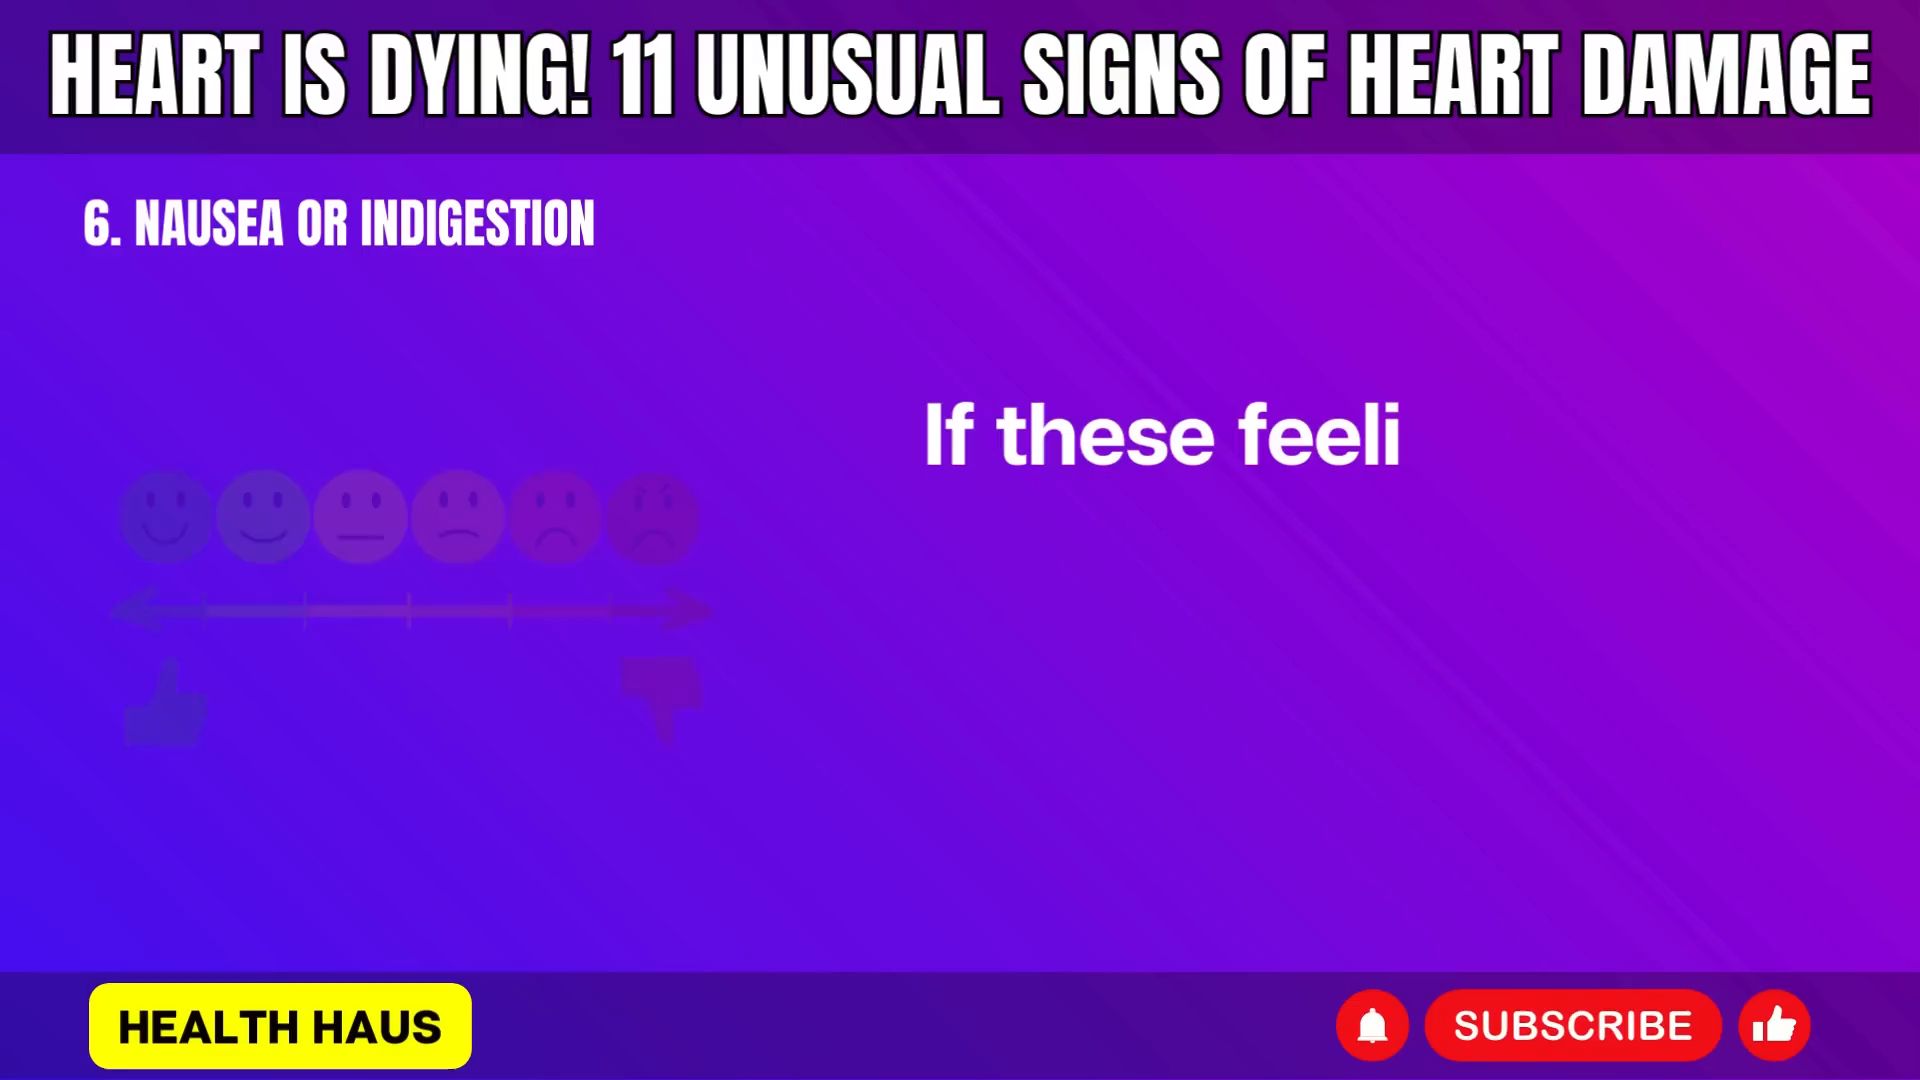 HEART IS DYING! 11 UNUSUAL SIGNS OF HEART DAMAGE
6. NAUSEA OR INDIGESTION
If these feeli
HEALTH HAUS
SUBSCRIBE